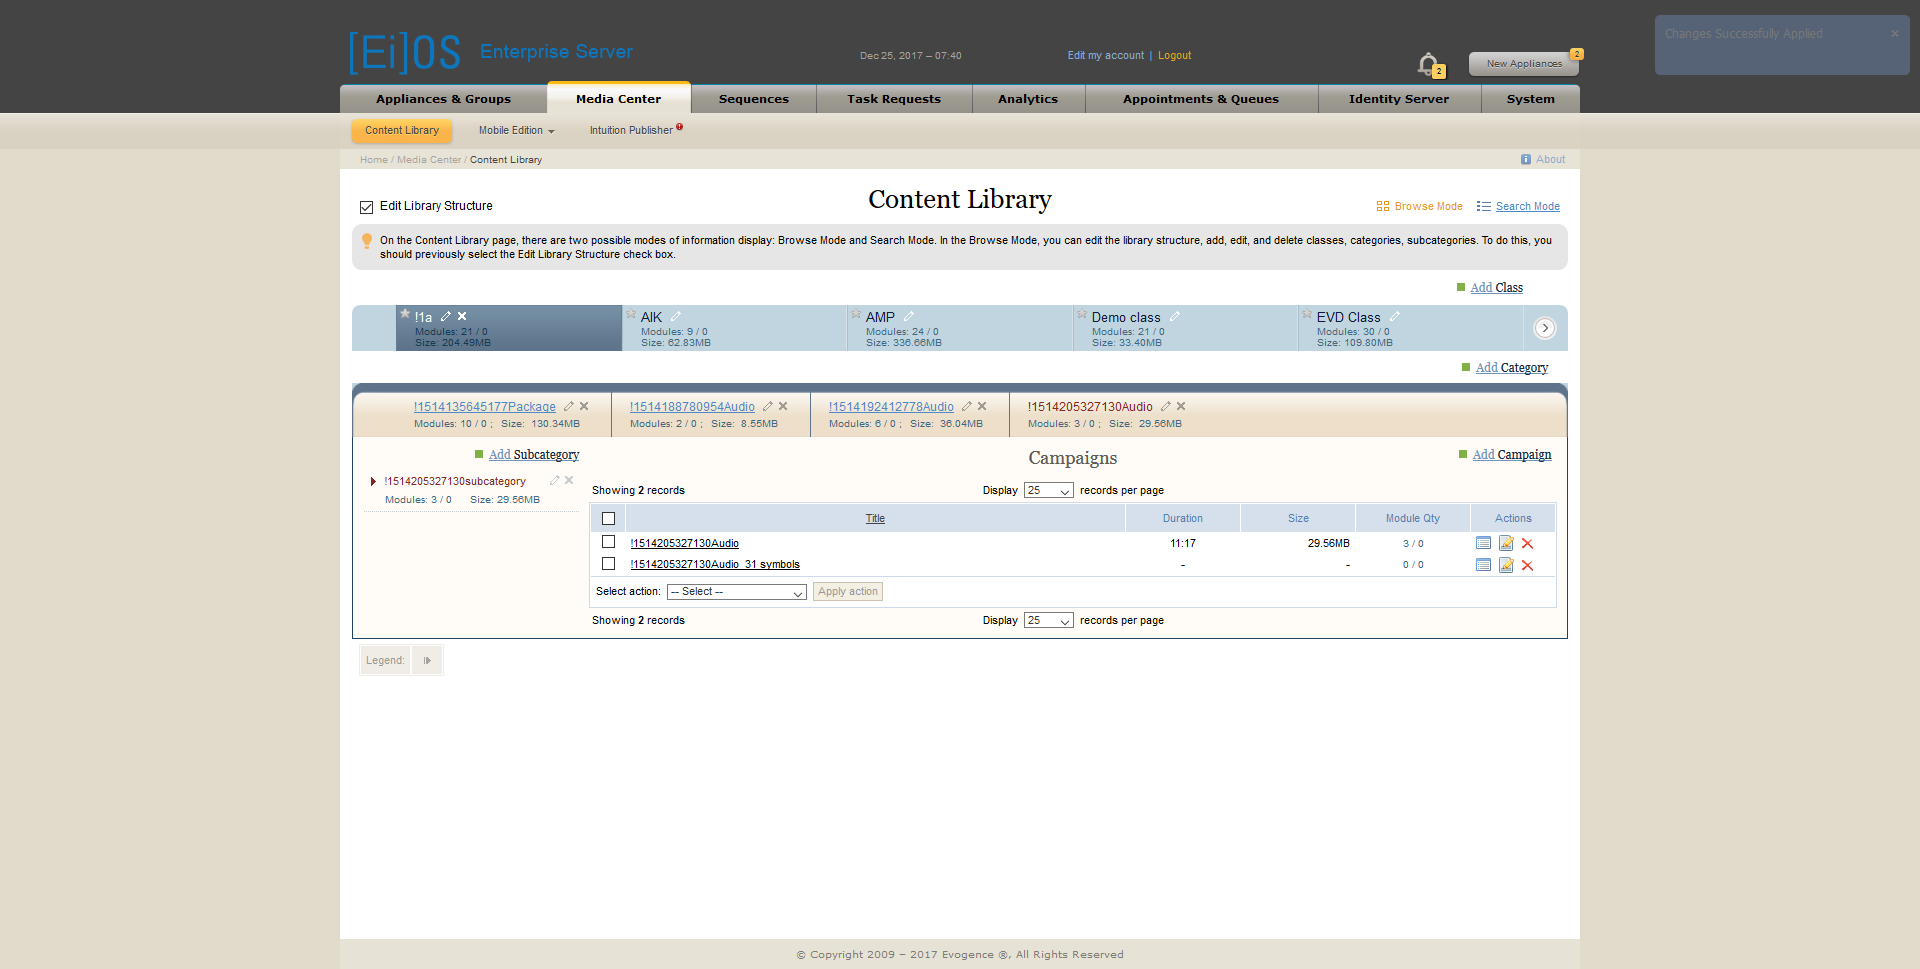 [Ei]OS Enterprise Server
Dec 25, 2017 – 07:40
Edit my account | Logout
2
New Appliances
2
Changes Successfully Applied
×
Appliances & Groups
Media Center
Sequences
Task Requests
Analytics
Appointments & Queues
Identity Server
System
Content Library
Mobile Edition
Intuition Publisher
Home / Media Center / Content Library
About
Edit Library Structure
Content Library
Browse Mode
Search Mode
On the Content Library page, there are two possible modes of information display: Browse Mode and Search Mode. In the Browse Mode, you can edit the library structure, add, edit, and delete classes, categories, subcategories. To do this, you
should previously select the Edit Library Structure check box.
Add Class
!1a
Modules: 21 / 0
Size: 204.49MB
AIK
Modules: 9 / 0
Size: 62.83MB
AMP
Modules: 24 / 0
Size: 336.66MB
Demo class
Modules: 21 / 0
Size: 33.40MB
EVD Class
Modules: 30 / 0
Size: 109.80MB
Add Category
!1514135645177Package
Modules: 10 / 0 ; Size: 130.34MB
!1514188780954Audio
Modules: 2 / 0 ; Size: 8.55MB
!1514192412778Audio
Modules: 6 / 0 ; Size: 36.04MB
!1514205327130Audio
Modules: 3 / 0 ; Size: 29.56MB
Add Subcategory
!1514205327130subcategory
Modules: 3 / 0 Size: 29.56MB
Campaigns
Add Campaign
Showing 2 records
Display 25 records per page
Title Duration Size Module Qty Actions
!1514205327130Audio 11:17 29.56MB 3 / 0
!1514205327130Audio_31 symbols - - 0 / 0
Select action: -- Select -- Apply action
Showing 2 records
Display 25 records per page
Legend:
© Copyright 2009 – 2017 Evogence ®, All Rights Reserved